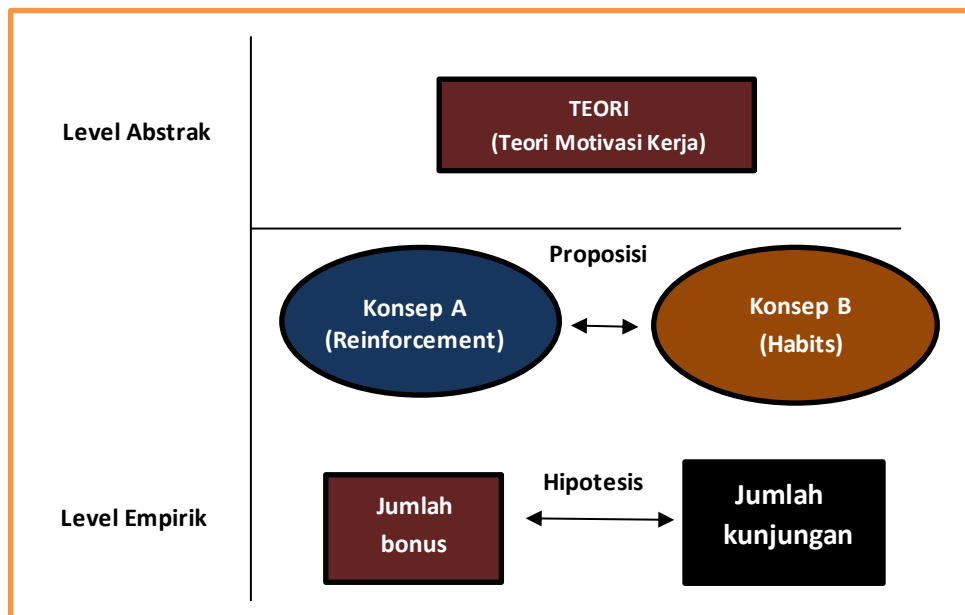 TEORI
(Teori Motivasi Kerja)
Level Abstrak
Proposisi
Konsep A
(Reinforcement)
Konsep B
(Habits)
Hipotesis
Level Empirik
Jumlah
bonus
Jumlah
kunjungan